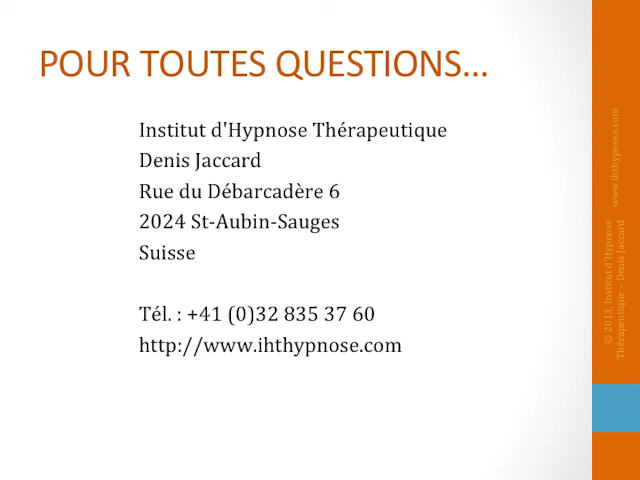 POUR TOUTES QUESTIONS...
Institut d'Hypnose Thérapeutique
Denis Jaccard
Rue du Débarcadère 6
2024 St-Aubin-Sauges
Suisse
Tél. : +41 (0)32 835 37 60
http://www.ihthypnose.com
© 2013, Institut d'Hypnose
Thérapeutique – Denis Jaccard
www.ihthypnose.com